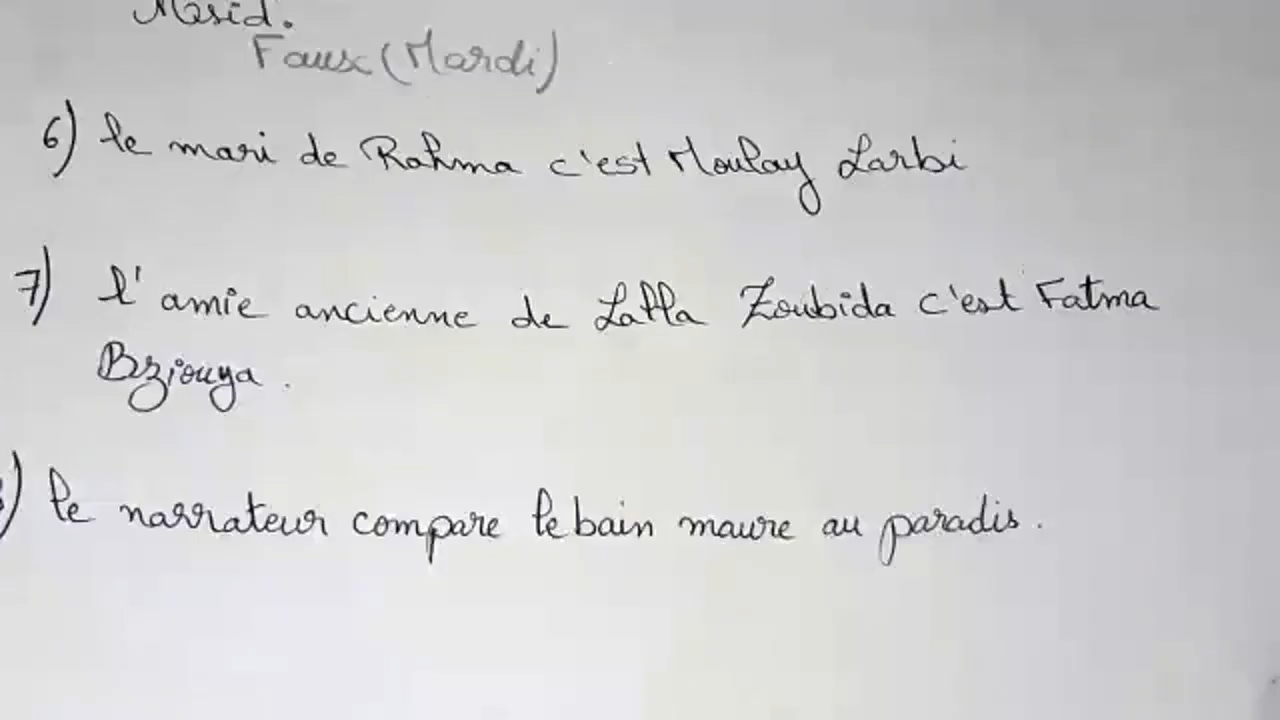 Msid.
Faux (Mardi)
6) le mari de Rahma c'est Moulay Larbi
7) l'amie ancienne de Lalla Zoubida c'est Fatma
Bziouya.
) le narrateur compare le bain maure au paradis.